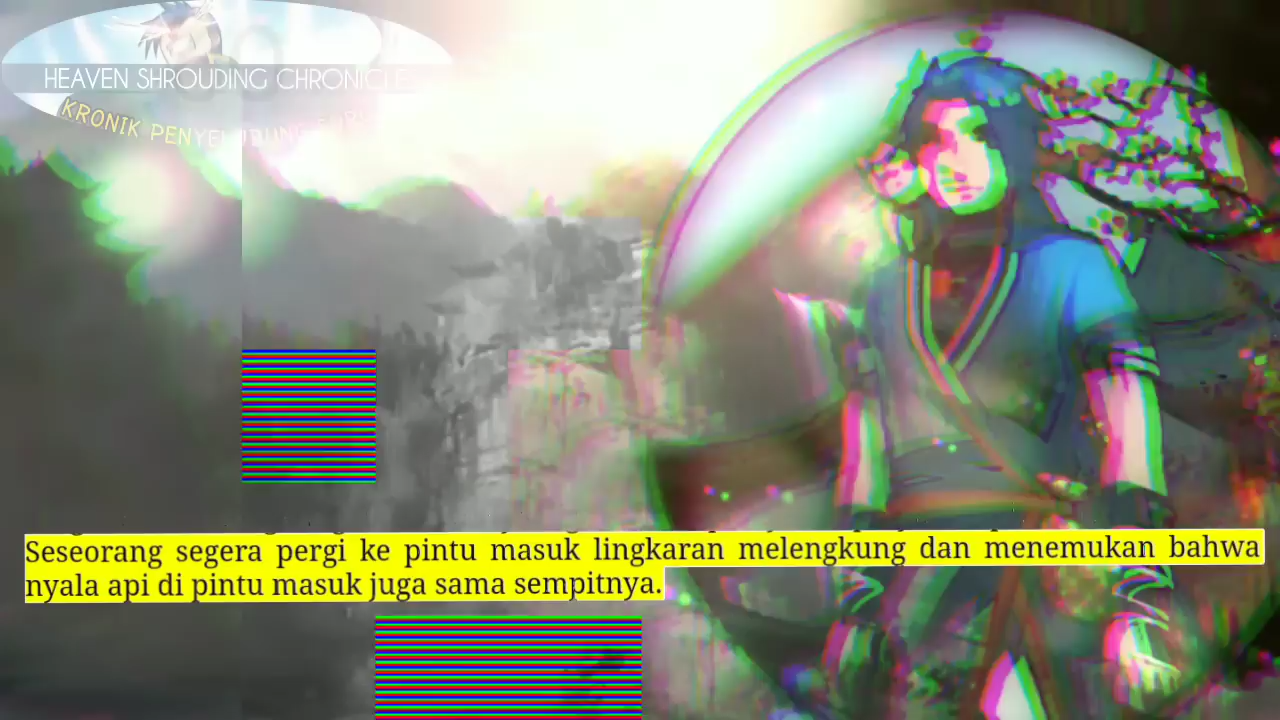 HEAVEN SHROUDING CHRONICLE
KRONIK PENYELUBUNG
Seseorang segera pergi ke pintu masuk lingkaran melengkung dan menemukan bahwa
nyala api di pintu masuk juga sama sempitnya.